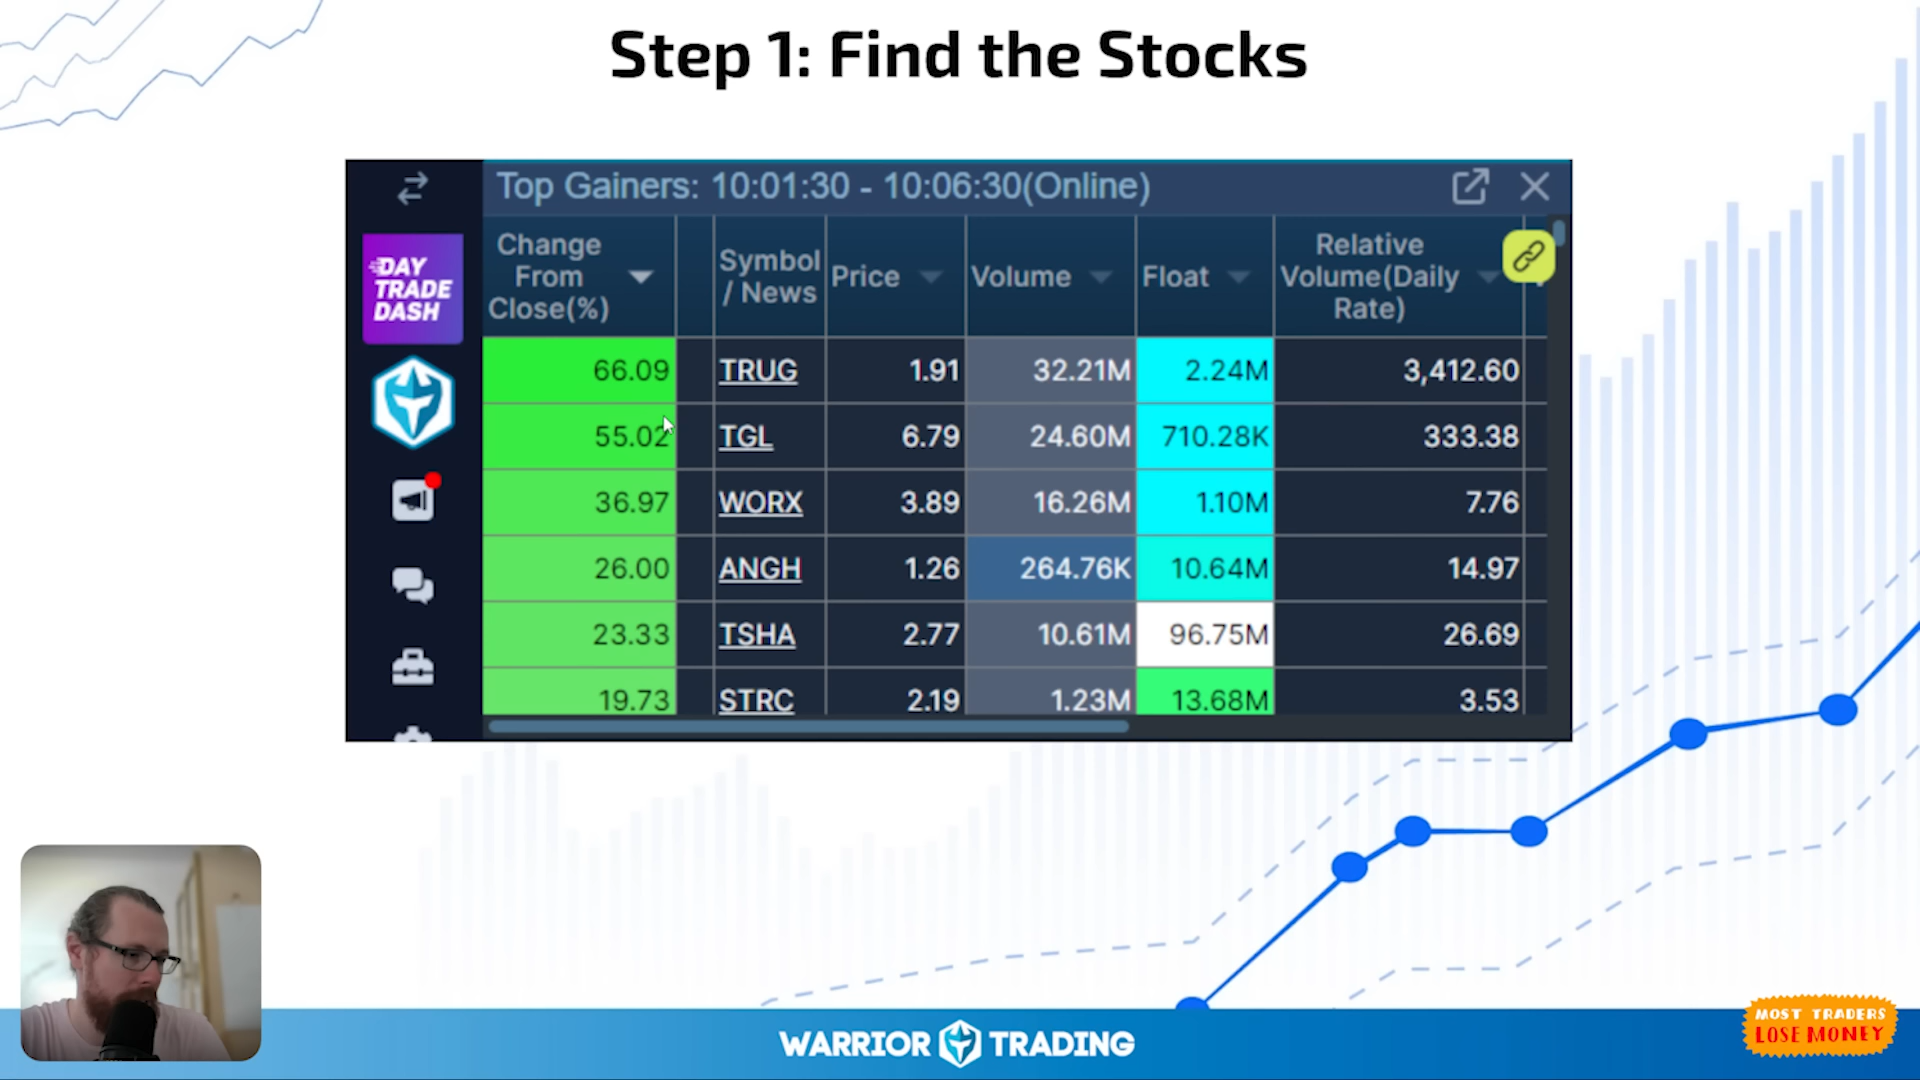 Step 1: Find the Stocks
Top Gainers: 10:01:30 - 10:06:30(Online)
DAY
TRADE
DASH
Change From Close(%) Symbol / News Price Volume Float Relative Volume(Daily Rate)
66.09 TRUG 1.91 32.21M 2.24M 3,412.60
55.02 TGL 6.79 24.60M 710.28K 333.38
36.97 WORX 3.89 16.26M 1.10M 7.76
26.00 ANGH 1.26 264.76K 10.64M 14.97
23.33 TSHA 2.77 10.61M 96.75M 26.69
19.73 STRC 2.19 1.23M 13.68M 3.53
WARRIOR TRADING
MOST TRADERS
LOSE MONEY